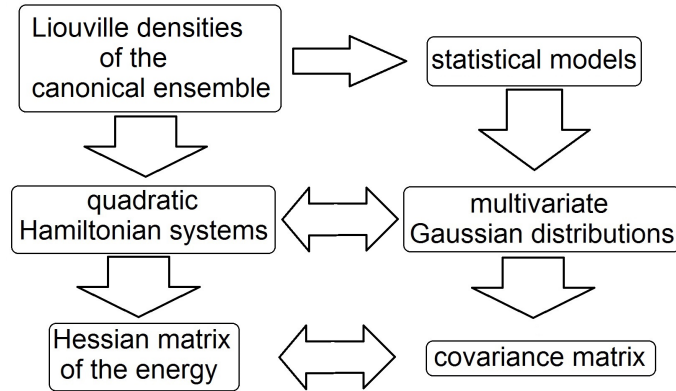 Liouville densities
of the
canonical ensemble
statistical models
quadratic
Hamiltonian systems
multivariate
Gaussian distributions
Hessian matrix
of the energy
covariance matrix